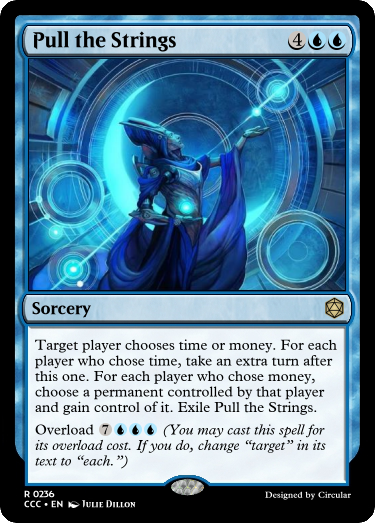 Pull the Strings 4
Sorcery
Target player chooses time or money. For each
player who chose time, take an extra turn after
this one. For each player who chose money,
choose a permanent controlled by that player
and gain control of it. Exile Pull the Strings.
Overload 7 (You may cast this spell for
its overload cost. If you do, change “target” in its
text to “each.”)
R 0236
CCC • EN Julie Dillon
Designed by Circular